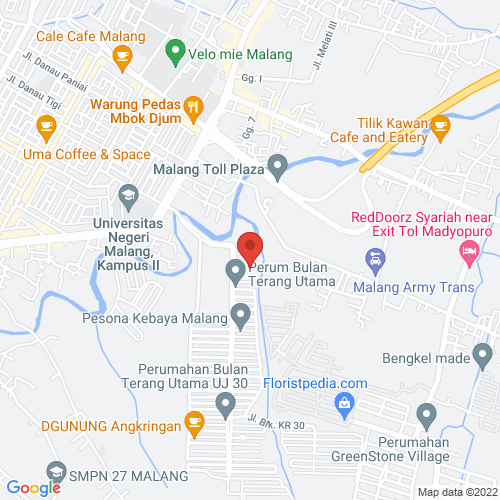 Cale Cafe Malang
Velo mie Malang
Jl. Melati III
Jl. Danau Paniai
Gg. I
Jl. Danau Tigi
Warung Pedas
Mbok Djum
Gg. 7
Tilik Kawan
Cafe and Eatery
Uma Coffee & Space
Malang Toll Plaza
RedDoorz Syariah near
Exit Tol Madyopuro
Universitas
Negeri
Malang,
Kampus II
Perum Bulan
Terang Utama
Malang Army Trans
Pesona Kebaya Malang
Bengkel made
Perumahan Bulan
Terang Utama UJ 30
Floristpedia.com
Jl. B/k. KR 30
DGUNUNG Angkringan
Perumahan
GreenStone Village
SMPN 27 MALANG
Google
Map data ©2022